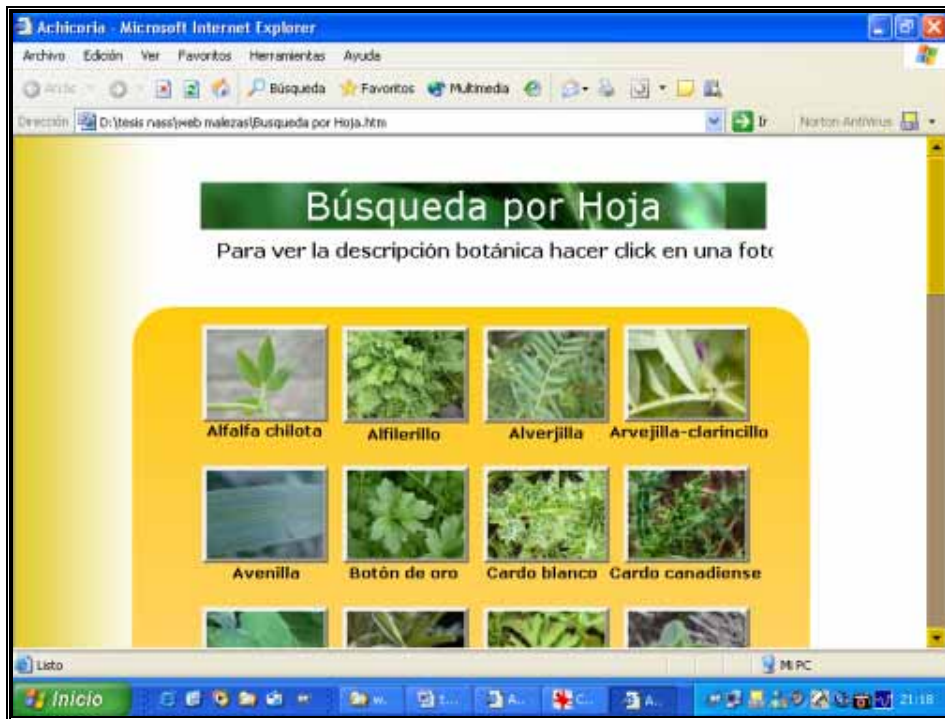 Achicoria - Microsoft Internet Explorer
Archivo Edición Ver Favoritos Herramientas Ayuda
Atrás Búsqueda Favoritos Multimedia
Dirección D:\tesis nass\web malezas\Busqueda por Hoja.htm Ir Norton AntiVirus
Búsqueda por Hoja
Para ver la descripción botánica hacer click en una foto
Alfalfa chilota Alfilerillo Alverjilla Arvejilla-clarincillo
Avenilla Botón de oro Cardo blanco Cardo canadiense
Listo Mi PC
Inicio w. t... A.. C... A.. 21:18